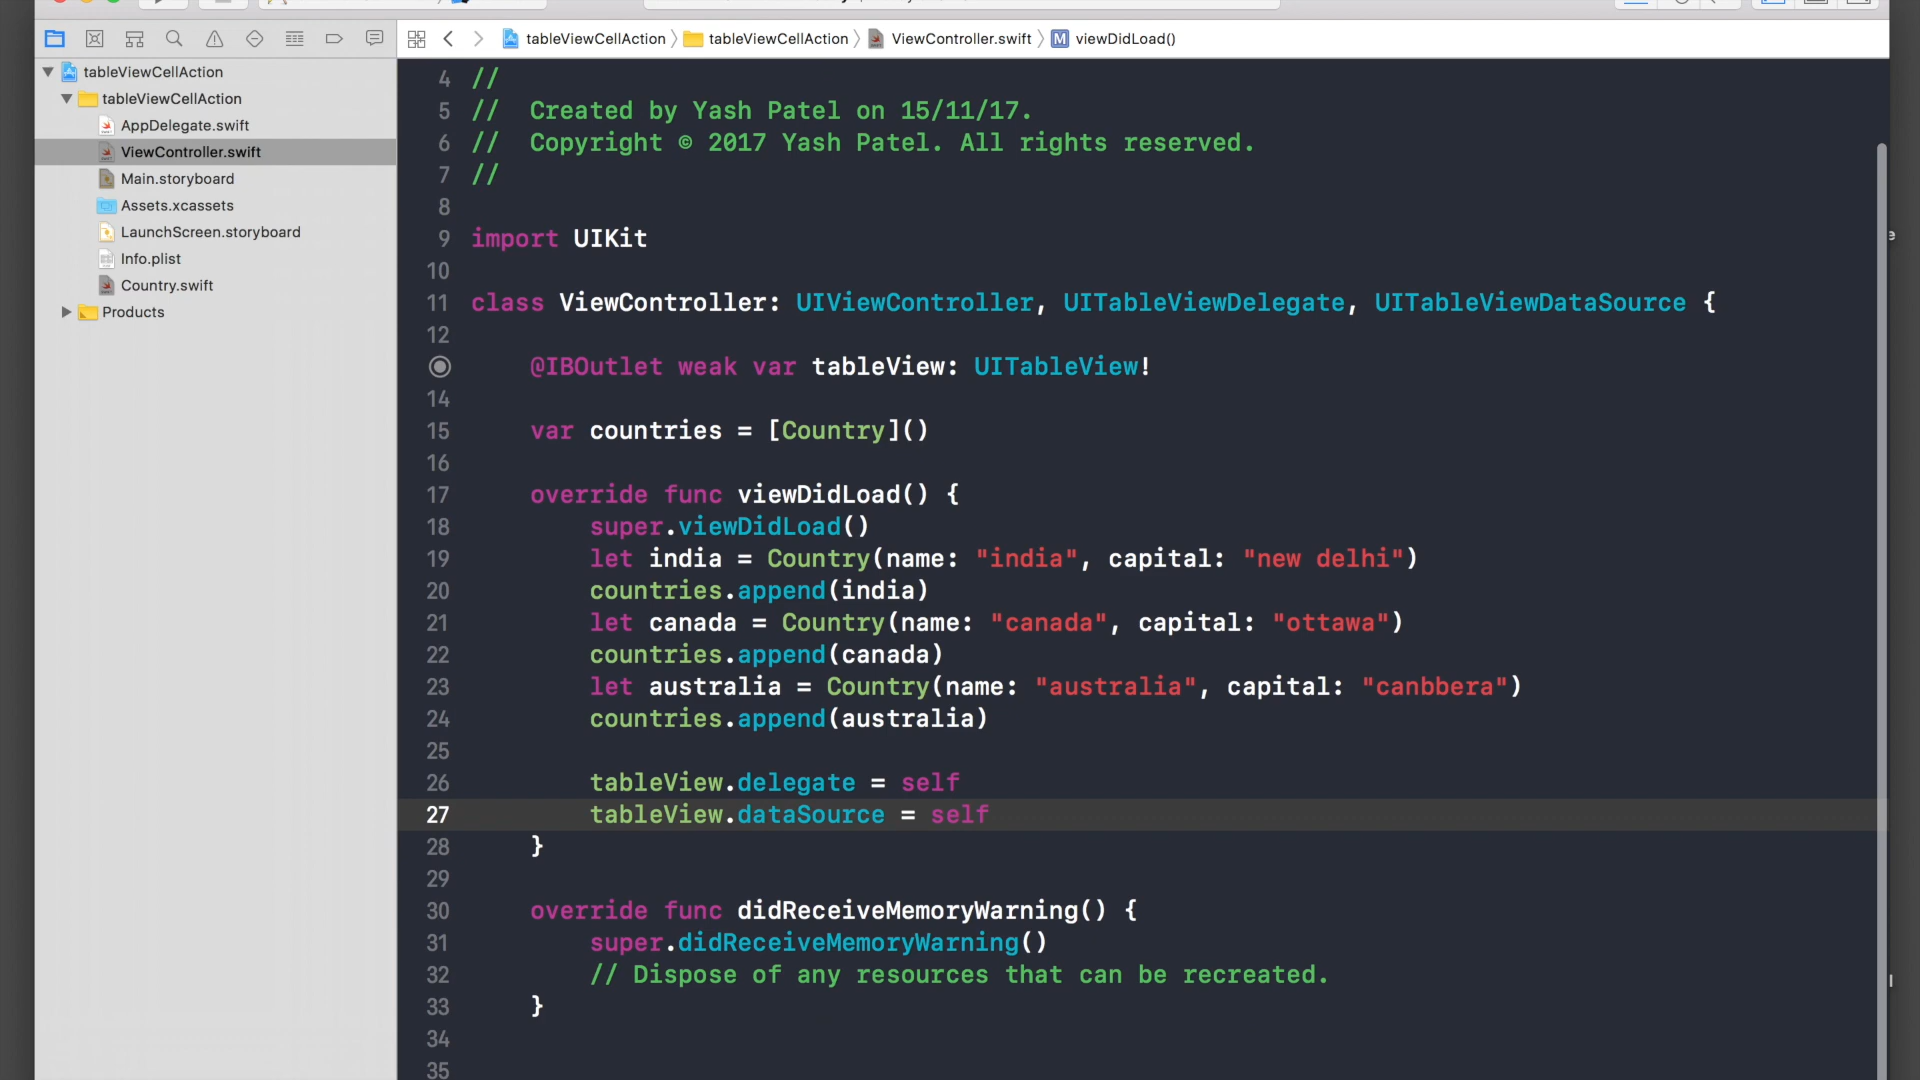 tableViewCellAction
tableViewCellAction
AppDelegate.swift
ViewController.swift
Main.storyboard
Assets.xcassets
LaunchScreen.storyboard
Info.plist
Country.swift
Products
tableViewCellAction 〉 tableViewCellAction 〉 ViewController.swift 〉 M viewDidLoad()
4 //
5 //  Created by Yash Patel on 15/11/17.
6 //  Copyright © 2017 Yash Patel. All rights reserved.
7 //
8
9 import UIKit
10
11 class ViewController: UIViewController, UITableViewDelegate, UITableViewDataSource {
12
@IBOutlet weak var tableView: UITableView!
14
15 var countries = [Country]()
16
17 override func viewDidLoad() {
18 super.viewDidLoad()
19 let india = Country(name: "india", capital: "new delhi")
20 countries.append(india)
21 let canada = Country(name: "canada", capital: "ottawa")
22 countries.append(canada)
23 let australia = Country(name: "australia", capital: "canbbera")
24 countries.append(australia)
25
26 tableView.delegate = self
27 tableView.dataSource = self
28 }
29
30 override func didReceiveMemoryWarning() {
31 super.didReceiveMemoryWarning()
32 // Dispose of any resources that can be recreated.
33 }
34
35